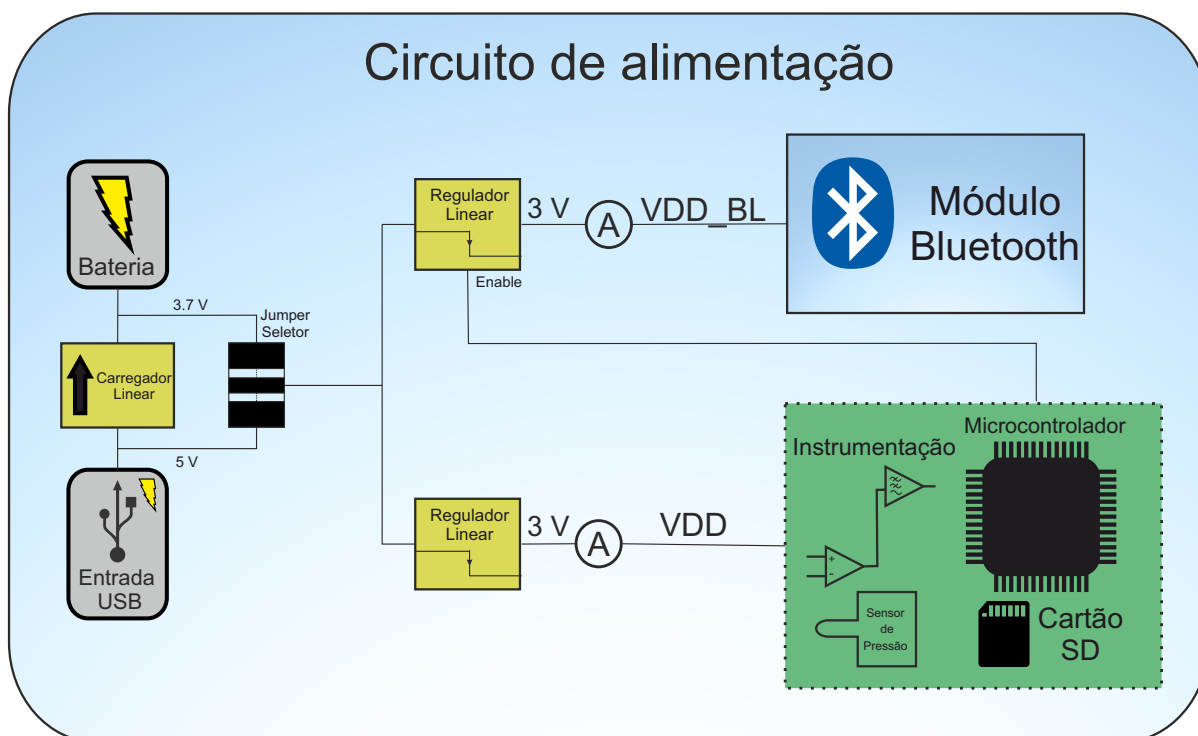 Circuito de alimentação
Bateria
3.7 V
Jumper
Seletor
Carregador
Linear
5 V
Entrada
USB
Regulador
Linear
Enable
3 V
A
VDD_BL
Módulo
Bluetooth
Regulador
Linear
3 V
A
VDD
Instrumentação
Microcontrolador
+
-
Sensor
de
Pressão
Cartão
SD